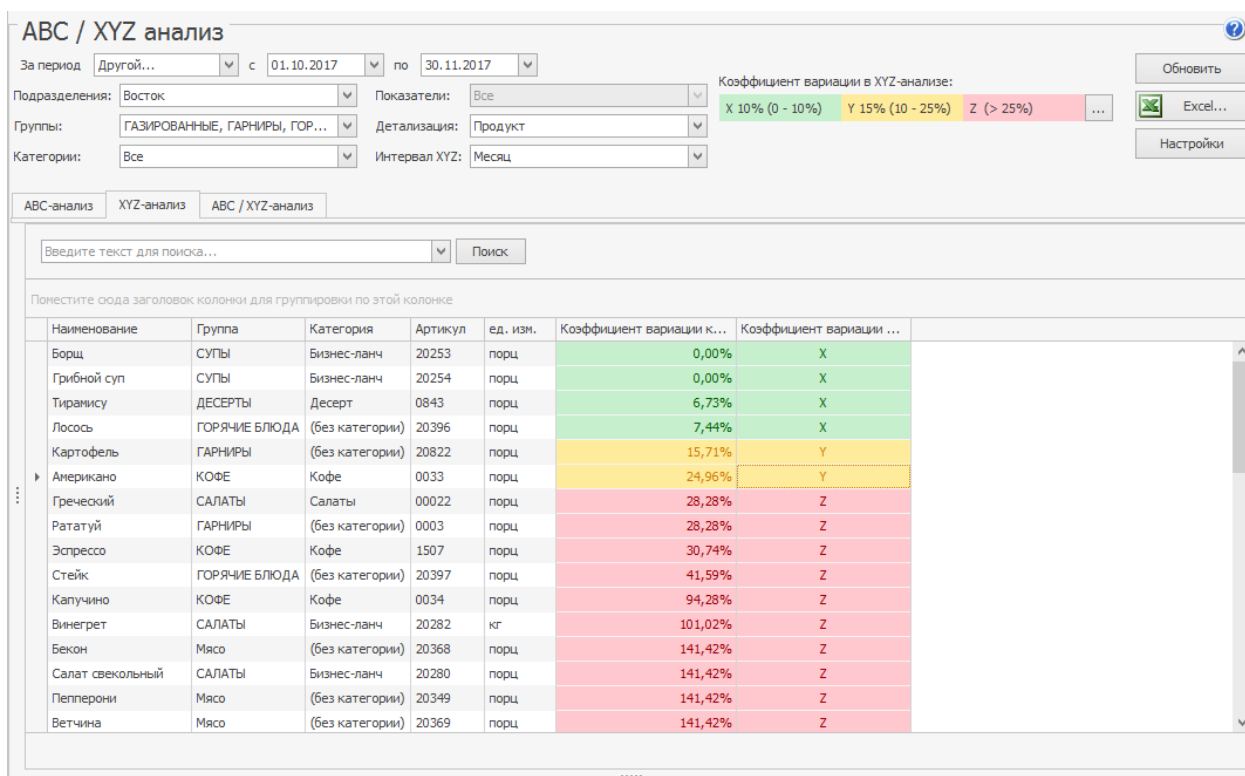 ABC / XYZ анализ
За период Другой... с 01.10.2017 по 30.11.2017
Подразделения: Восток Показатели: Все
Группы: ГАЗИРОВАННЫЕ, ГАРНИРЫ, ГОР... Детализация: Продукт
Категории: Все Интервал XYZ: Месяц
Коэффициент вариации в XYZ-анализе:
X 10% (0 - 10%) Y 15% (10 - 25%) Z (> 25%) ...
Обновить
Excel...
Настройки
ABC-анализ XYZ-анализ ABC / XYZ-анализ
Введите текст для поиска... Поиск
Поместите сюда заголовок колонки для группировки по этой колонке
Наименование Группа Категория Артикул ед. изм. Коэффициент вариации к... Коэффициент вариации ...
Борщ СУПЫ Бизнес-ланч 20253 порц 0,00% X
Грибной суп СУПЫ Бизнес-ланч 20254 порц 0,00% X
Тирамису ДЕСЕРТЫ Десерт 0843 порц 6,73% X
Лосось ГОРЯЧИЕ БЛЮДА (без категории) 20396 порц 7,44% X
Картофель ГАРНИРЫ (без категории) 20822 порц 15,71% Y
Американо КОФЕ Кофе 0033 порц 24,96% Y
Греческий САЛАТЫ Салаты 00022 порц 28,28% Z
Рататуй ГАРНИРЫ (без категории) 0003 порц 28,28% Z
Эспрессо КОФЕ Кофе 1507 порц 30,74% Z
Стейк ГОРЯЧИЕ БЛЮДА (без категории) 20397 порц 41,59% Z
Капучино КОФЕ Кофе 0034 порц 94,28% Z
Винегрет САЛАТЫ Бизнес-ланч 20282 кг 101,02% Z
Бекон Мясо (без категории) 20368 порц 141,42% Z
Салат свекольный САЛАТЫ Бизнес-ланч 20280 порц 141,42% Z
Пепперони Мясо (без категории) 20349 порц 141,42% Z
Ветчина Мясо (без категории) 20369 порц 141,42% Z